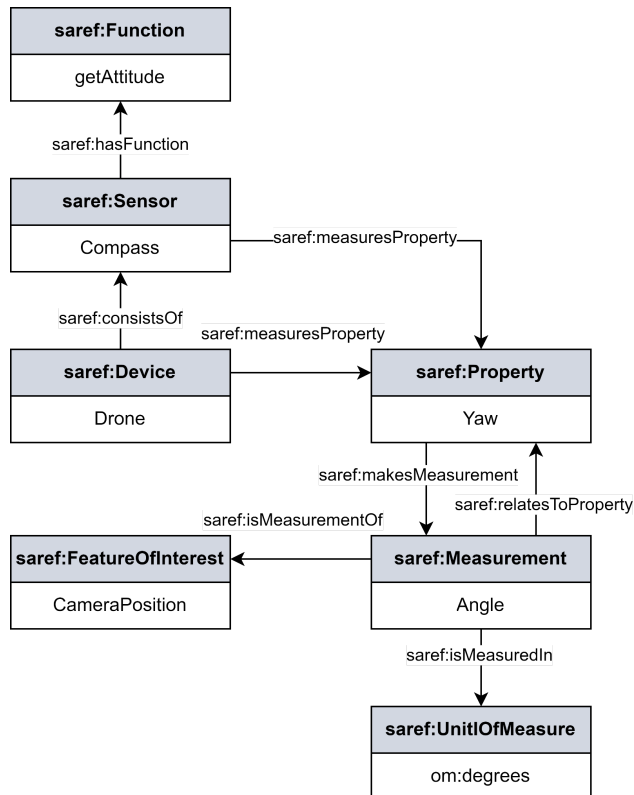 saref:Function
getAttitude
saref:hasFunction
saref:Sensor
Compass
saref:measuresProperty
saref:consistsOf
saref:measuresProperty
saref:Device
Drone
saref:Property
Yaw
saref:makesMeasurement
saref:relatesToProperty
saref:isMeasurementOf
saref:FeatureOfInterest
CameraPosition
saref:Measurement
Angle
saref:isMeasuredIn
saref:UnitlOfMeasure
om:degrees